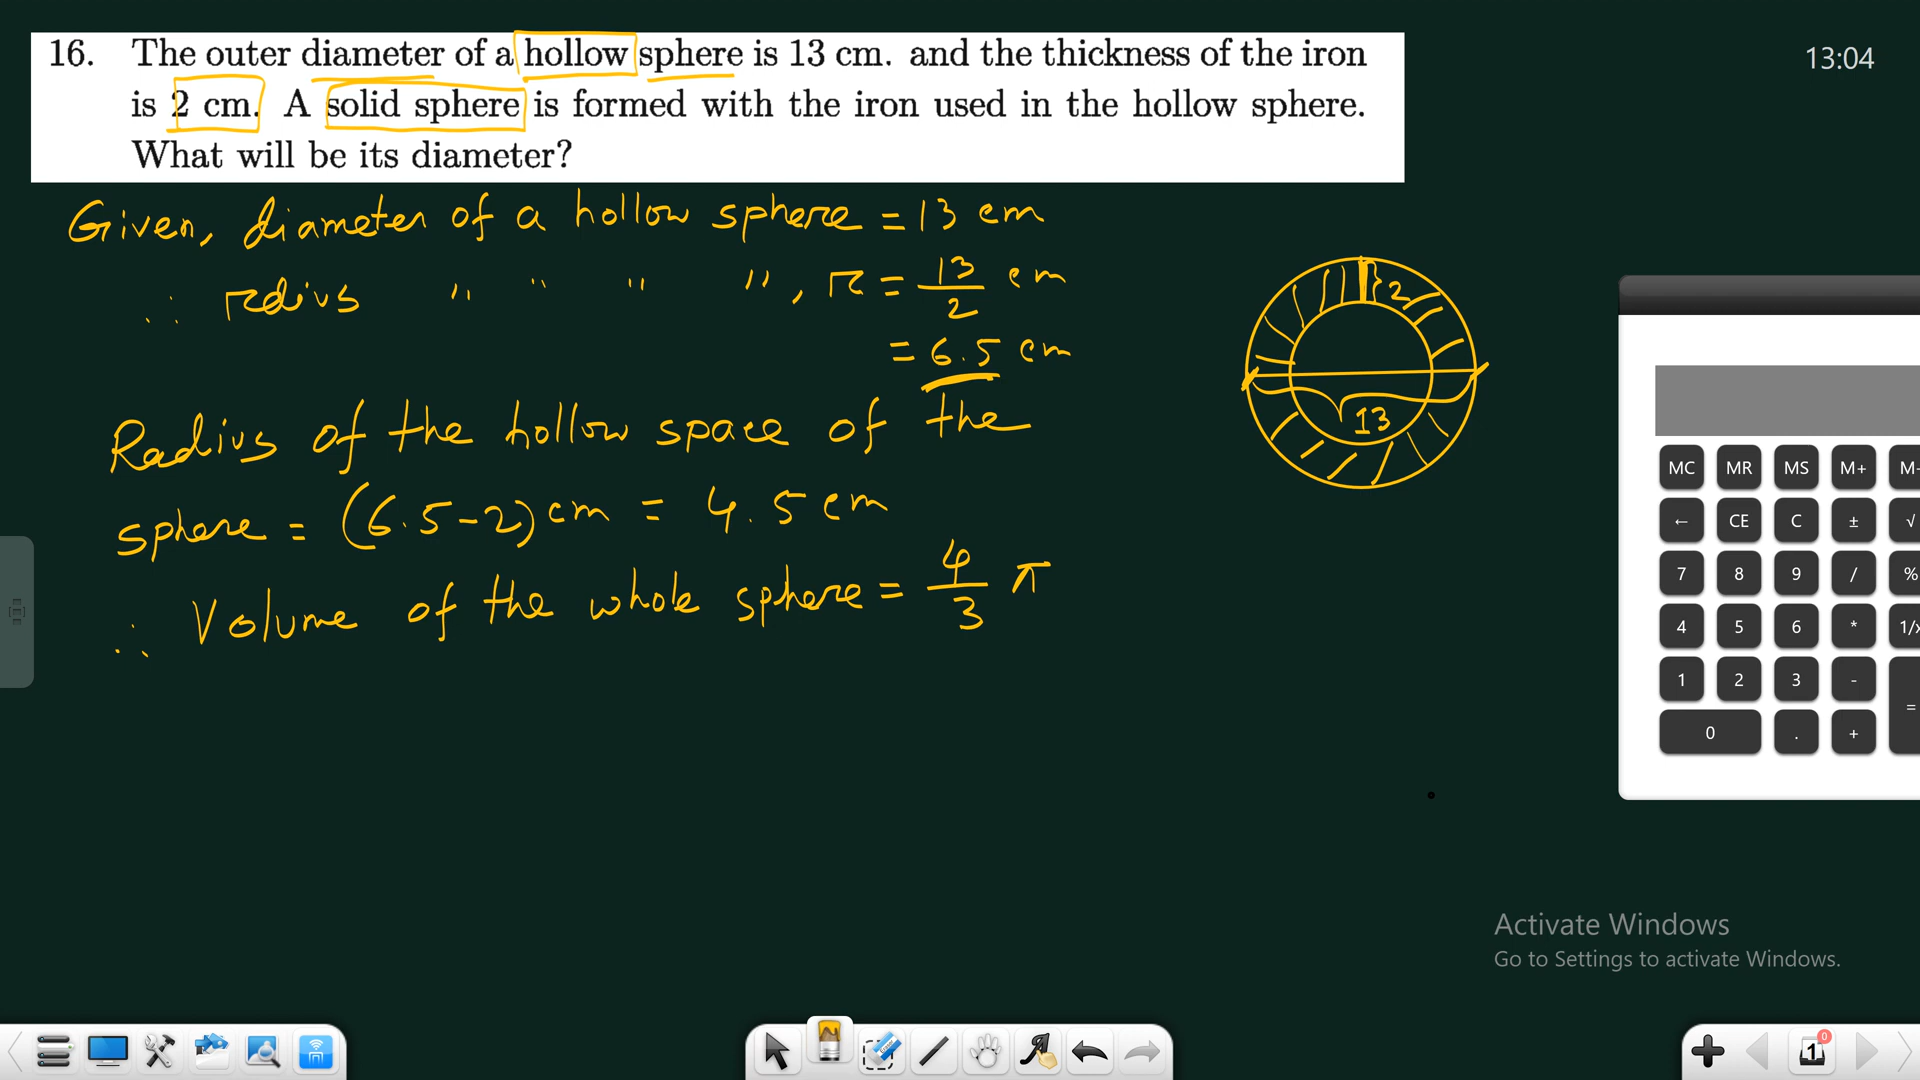 16. The outer diameter of a hollow sphere is 13 cm. and the thickness of the iron
is 2 cm. A solid sphere is formed with the iron used in the hollow sphere.
What will be its diameter?
13:04
Given, diameter of a hollow sphere = 13 cm
∴ rdius " " " ", r = 13/2 cm
= 6.5 cm
2
13
Radius of the hollow space of the
sphere = (6.5-2) cm = 4.5 cm
∴ Volume of the whole sphere = 4/3 π
MC MR MS M+ M-
← CE C ± √
7 8 9 / %
4 5 6 * 1/x
1 2 3 - =
0 . +
Activate Windows
Go to Settings to activate Windows.
1
0